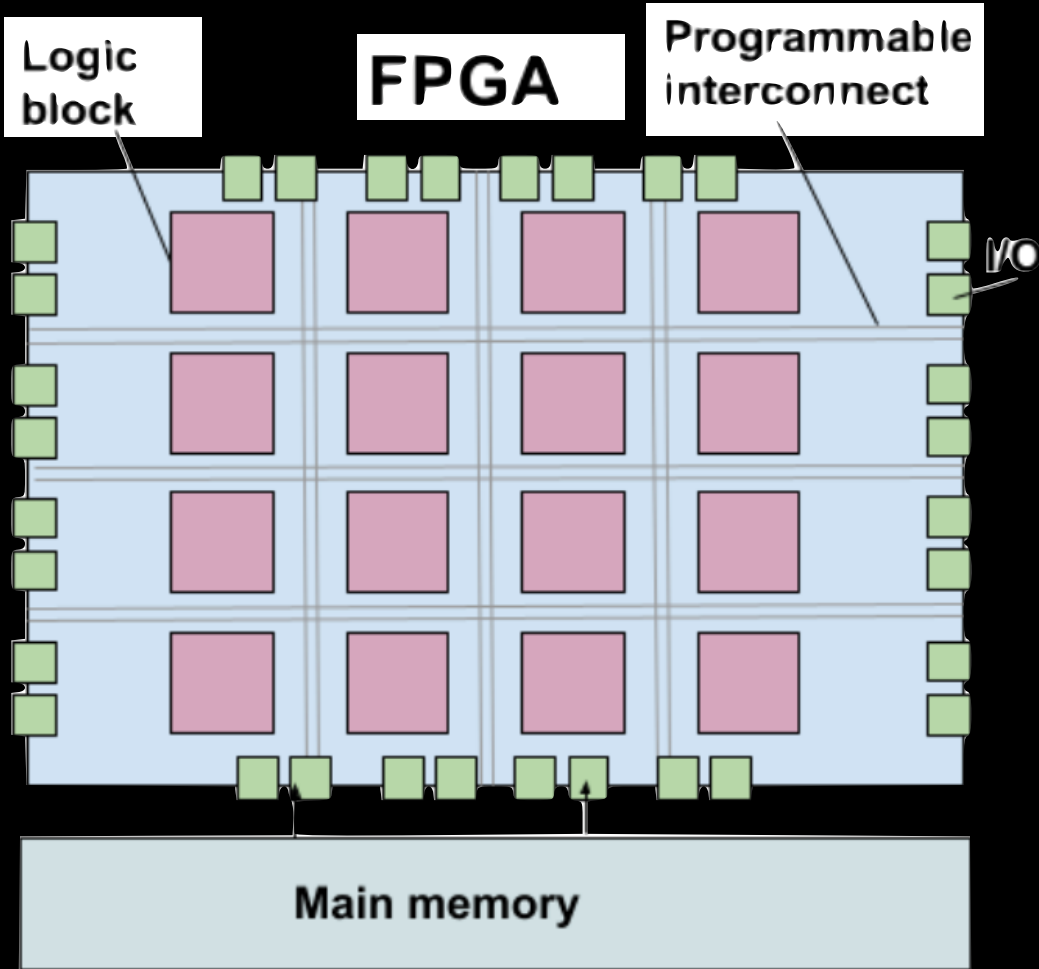 Logic
block
FPGA
Programmable
interconnect
I/O
Main memory